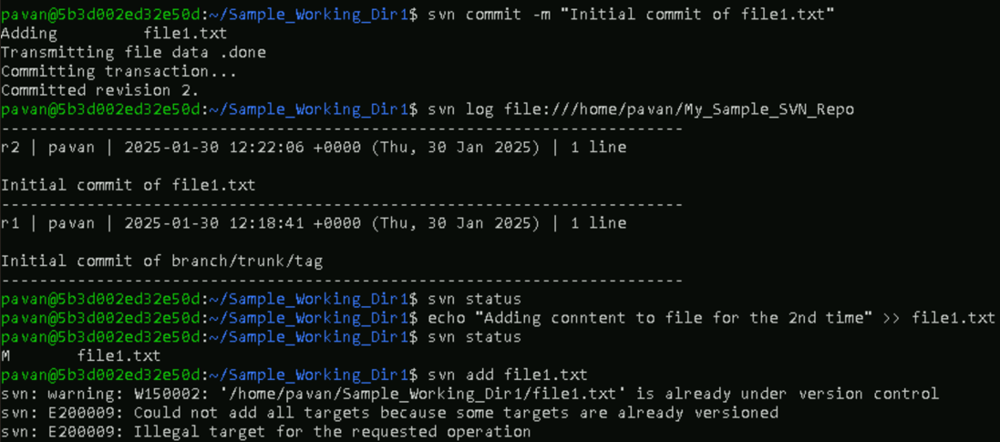 pavan@5b3d002ed32e50d:~/Sample_Working_Dir1$ svn commit -m "Initial commit of file1.txt"
Adding         file1.txt
Transmitting file data .done
Committing transaction...
Committed revision 2.
pavan@5b3d002ed32e50d:~/Sample_Working_Dir1$ svn log file:///home/pavan/My_Sample_SVN_Repo
------------------------------------------------------------------------
r2 | pavan | 2025-01-30 12:22:06 +0000 (Thu, 30 Jan 2025) | 1 line

Initial commit of file1.txt
------------------------------------------------------------------------
r1 | pavan | 2025-01-30 12:18:41 +0000 (Thu, 30 Jan 2025) | 1 line

Initial commit of branch/trunk/tag
------------------------------------------------------------------------
pavan@5b3d002ed32e50d:~/Sample_Working_Dir1$ svn status
pavan@5b3d002ed32e50d:~/Sample_Working_Dir1$ echo "Adding conntent to file for the 2nd time" >> file1.txt
pavan@5b3d002ed32e50d:~/Sample_Working_Dir1$ svn status
M       file1.txt
pavan@5b3d002ed32e50d:~/Sample_Working_Dir1$ svn add file1.txt
svn: warning: W150002: '/home/pavan/Sample_Working_Dir1/file1.txt' is already under version control
svn: E200009: Could not add all targets because some targets are already versioned
svn: E200009: Illegal target for the requested operation